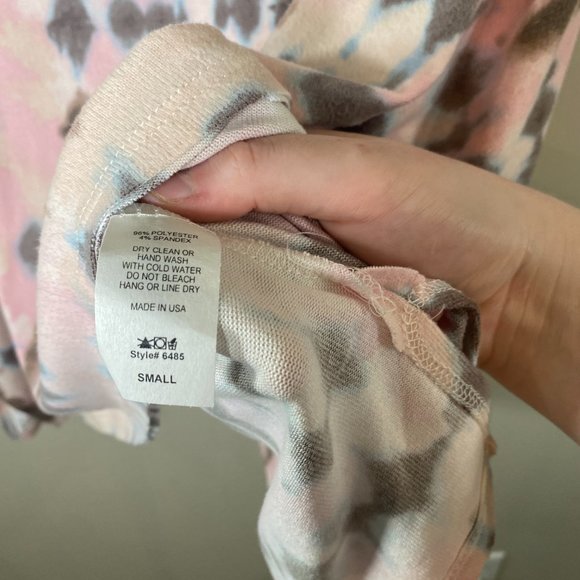 96% POLYESTER
4% SPANDEX
DRY CLEAN OR
HAND WASH
WITH COLD WATER
DO NOT BLEACH
HANG OR LINE DRY
MADE IN USA
Style# 6485
SMALL